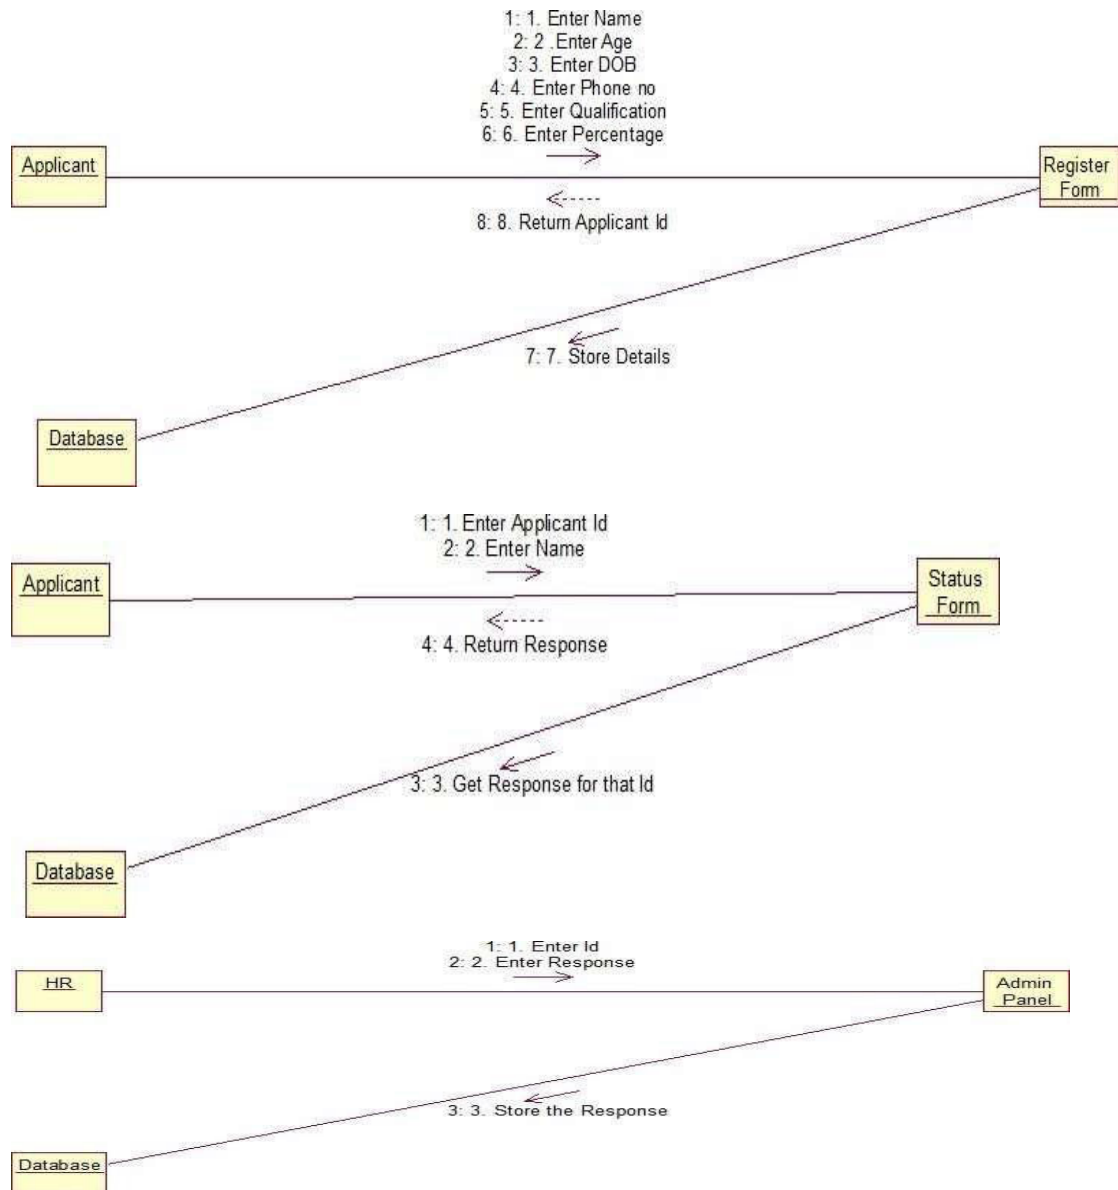 1: 1. Enter Name
2: 2 .Enter Age
3: 3. Enter DOB
4: 4. Enter Phone no
5: 5. Enter Qualification
6: 6. Enter Percentage
Applicant
Register
Form
8: 8. Return Applicant Id
7: 7. Store Details
Database
1: 1. Enter Applicant Id
2: 2. Enter Name
Applicant
Status
Form
4: 4. Return Response
3: 3. Get Response for that Id
Database
1: 1. Enter Id
2: 2. Enter Response
HR
Admin
Panel
3: 3. Store the Response
Database